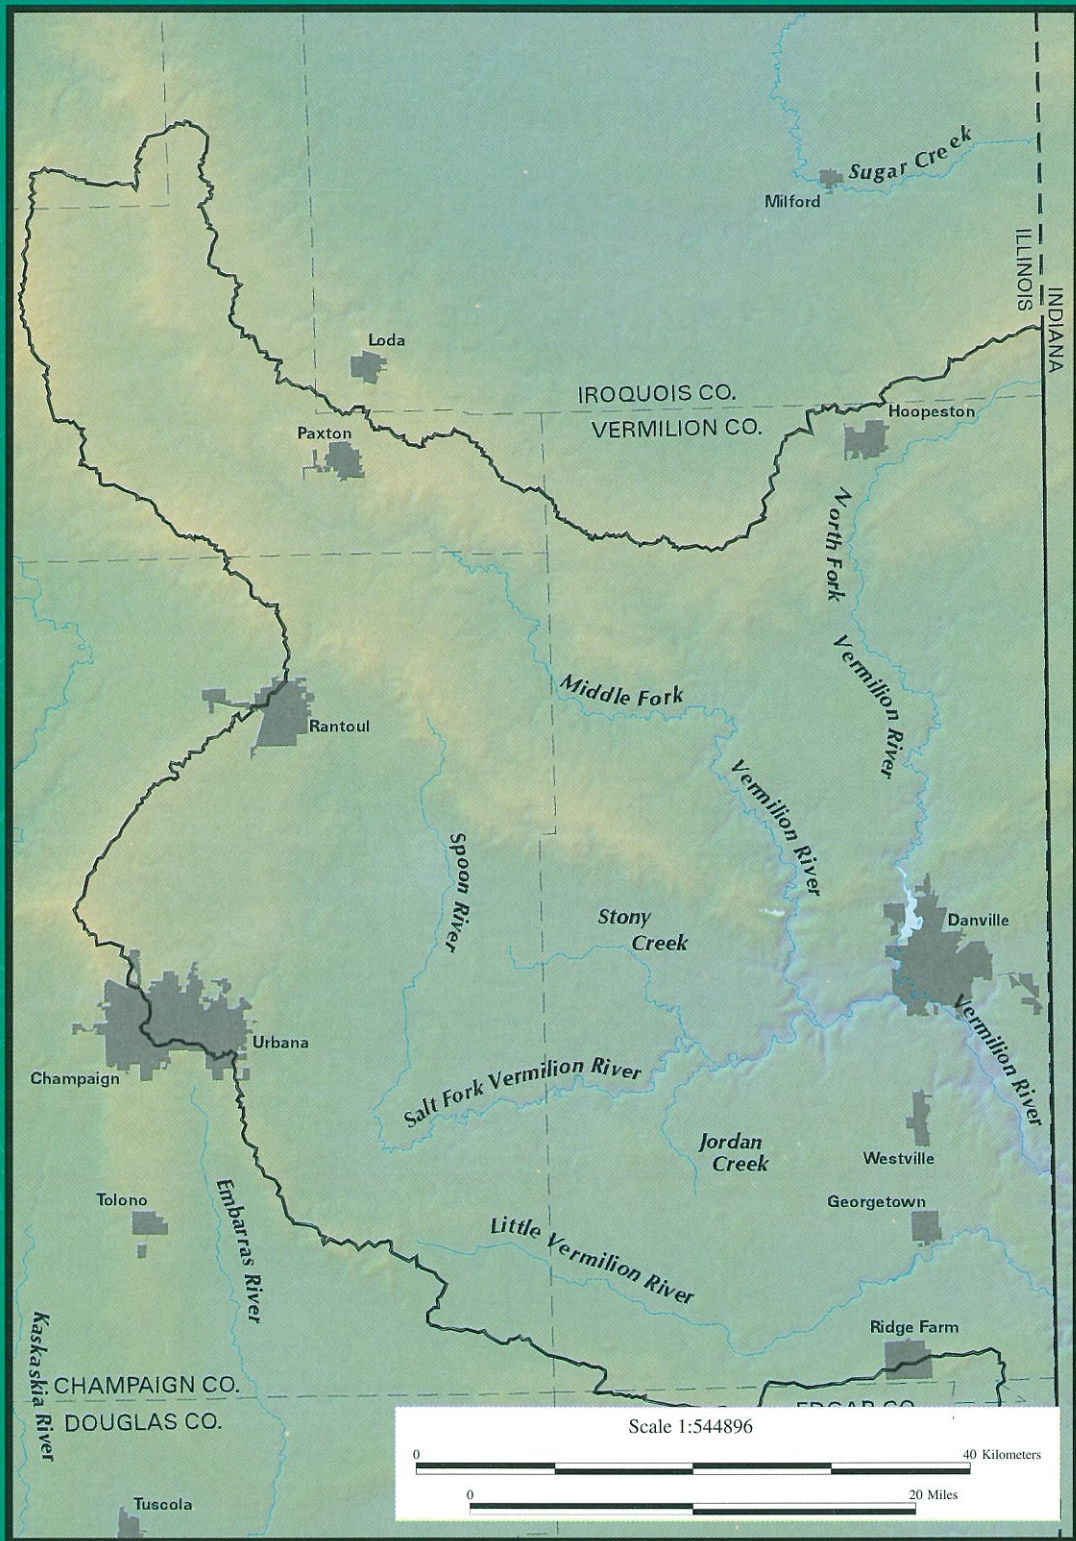 Sugar Creek
Milford
ILLINOIS
INDIANA
Loda
IROQUOIS CO.
VERMILION CO.
Hoopeston
Paxton
North Fork Vermilion River
Middle Fork Vermilion River
Rantoul
Spoon River
Stony
Creek
Danville
Vermilion River
Urbana
Champaign
Salt Fork Vermilion River
Jordan
Creek
Westville
Tolono
Embarras River
Georgetown
Little Vermilion River
Kaskaskia River
Ridge Farm
CHAMPAIGN CO.
DOUGLAS CO.
EDGAR CO.
Scale 1:544896
0 40 Kilometers
0 20 Miles
Tuscola